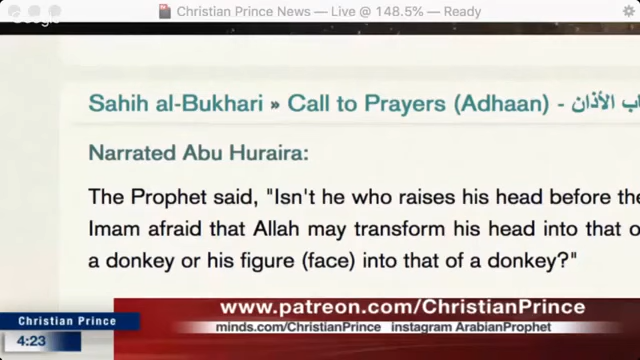 Christian Prince News — Live @ 148.5% — Ready
Sahih al-Bukhari » Call to Prayers (Adhaan) - الأذان
Narrated Abu Huraira:
The Prophet said, "Isn't he who raises his head before the
Imam afraid that Allah may transform his head into that o
a donkey or his figure (face) into that of a donkey?"
www.patreon.com/ChristianPrince
Christian Prince
minds.com/ChristianPrince instagram ArabianProphet
4:23